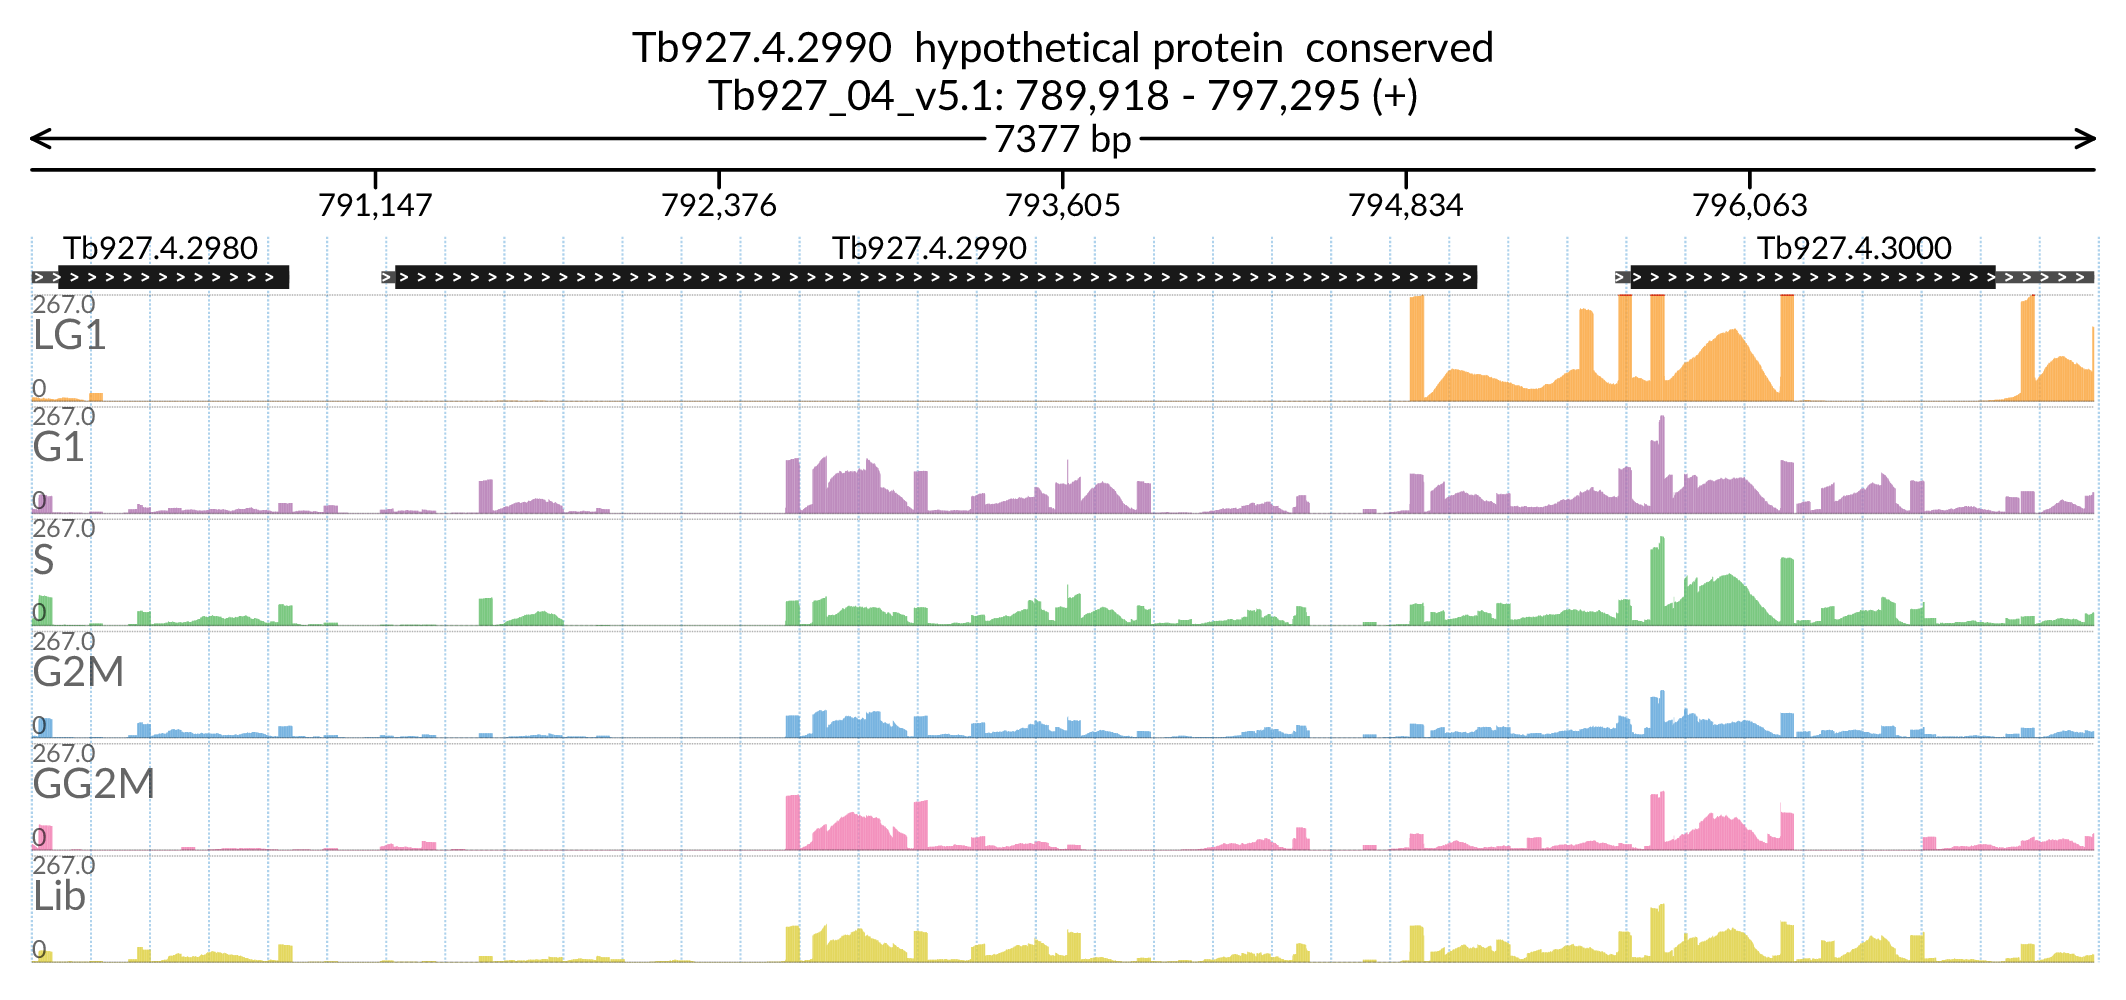 Tb927.4.2990 hypothetical protein conserved
Tb927_04_v5.1: 789,918 - 797,295 (+)
7377 bp
791,147 792,376 793,605 794,834 796,063
Tb927.4.2980 Tb927.4.2990 Tb927.4.3000
267.0
LG1
0
267.0
G1
0
267.0
S
0
267.0
G2M
0
267.0
GG2M
0
267.0
Lib
0